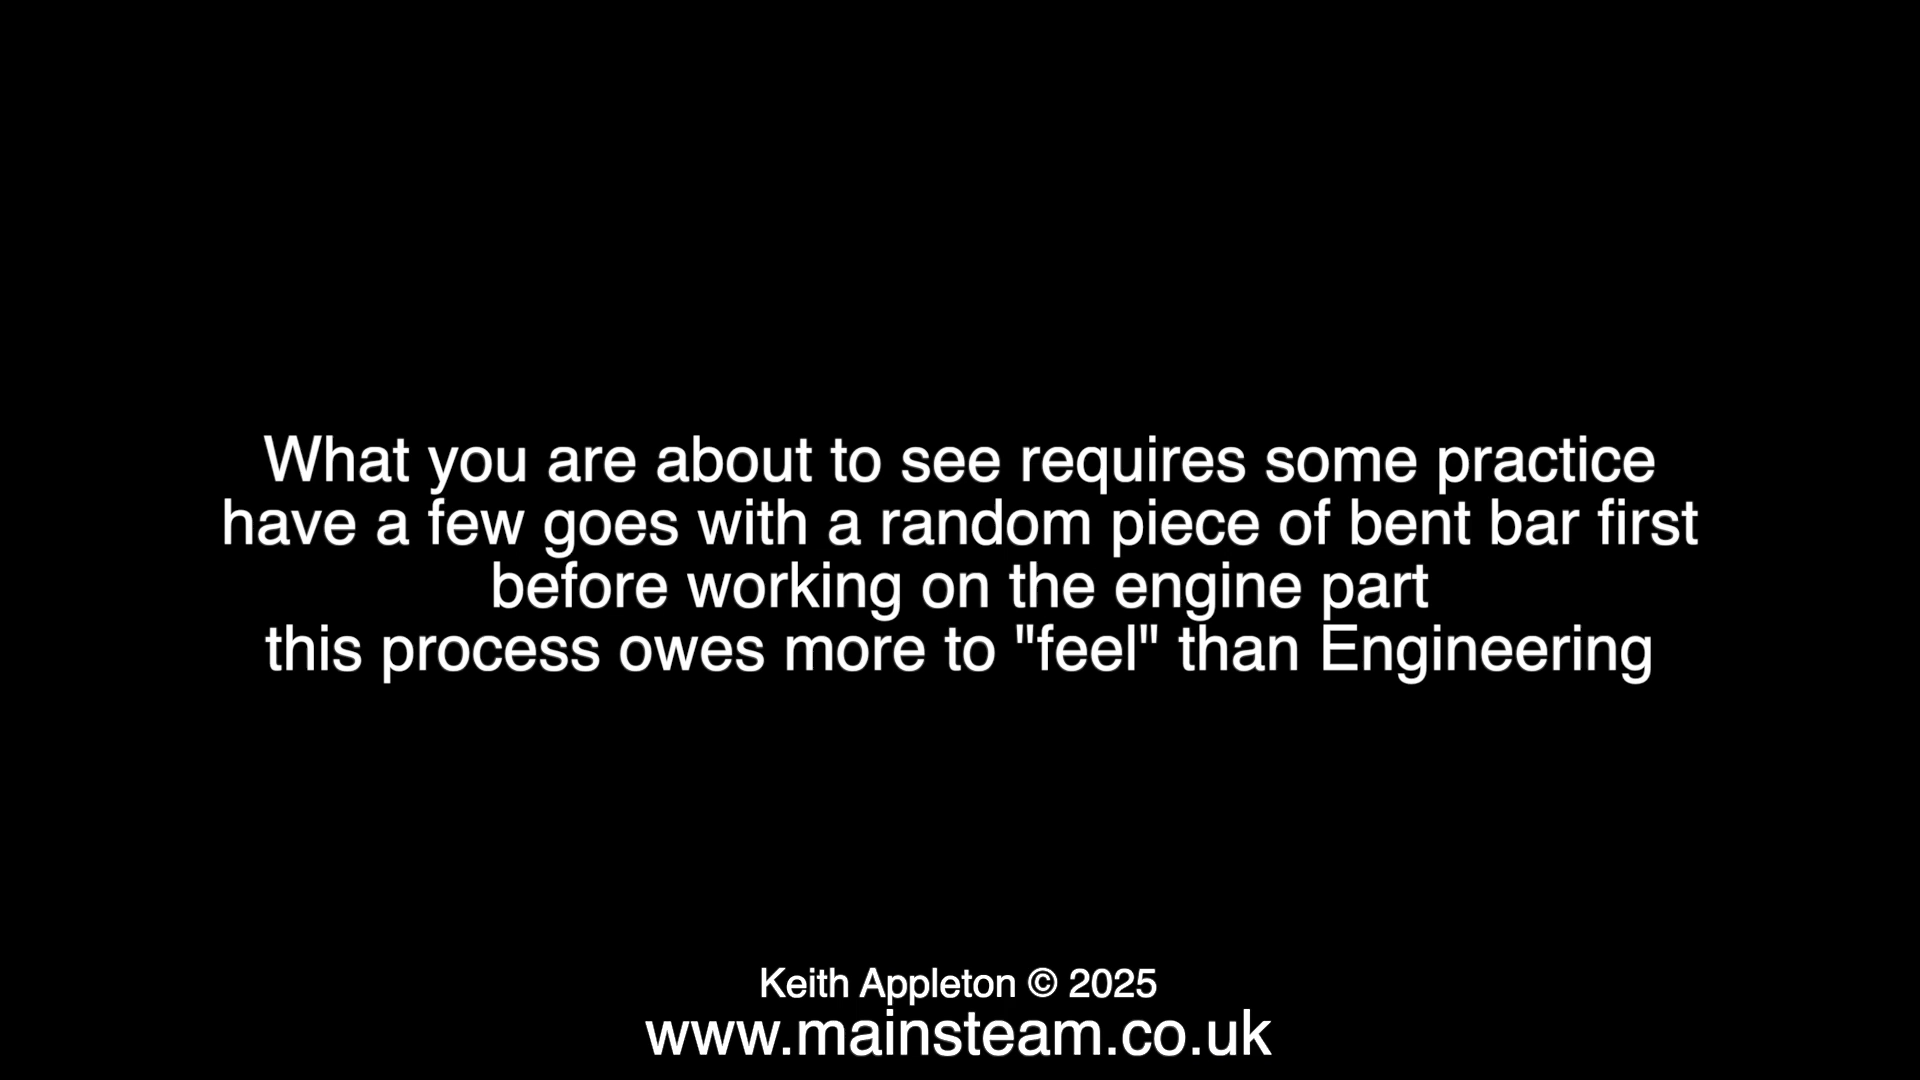 What you are about to see requires some practice
have a few goes with a random piece of bent bar first
before working on the engine part
this process owes more to "feel" than Engineering
Keith Appleton © 2025
www.mainsteam.co.uk